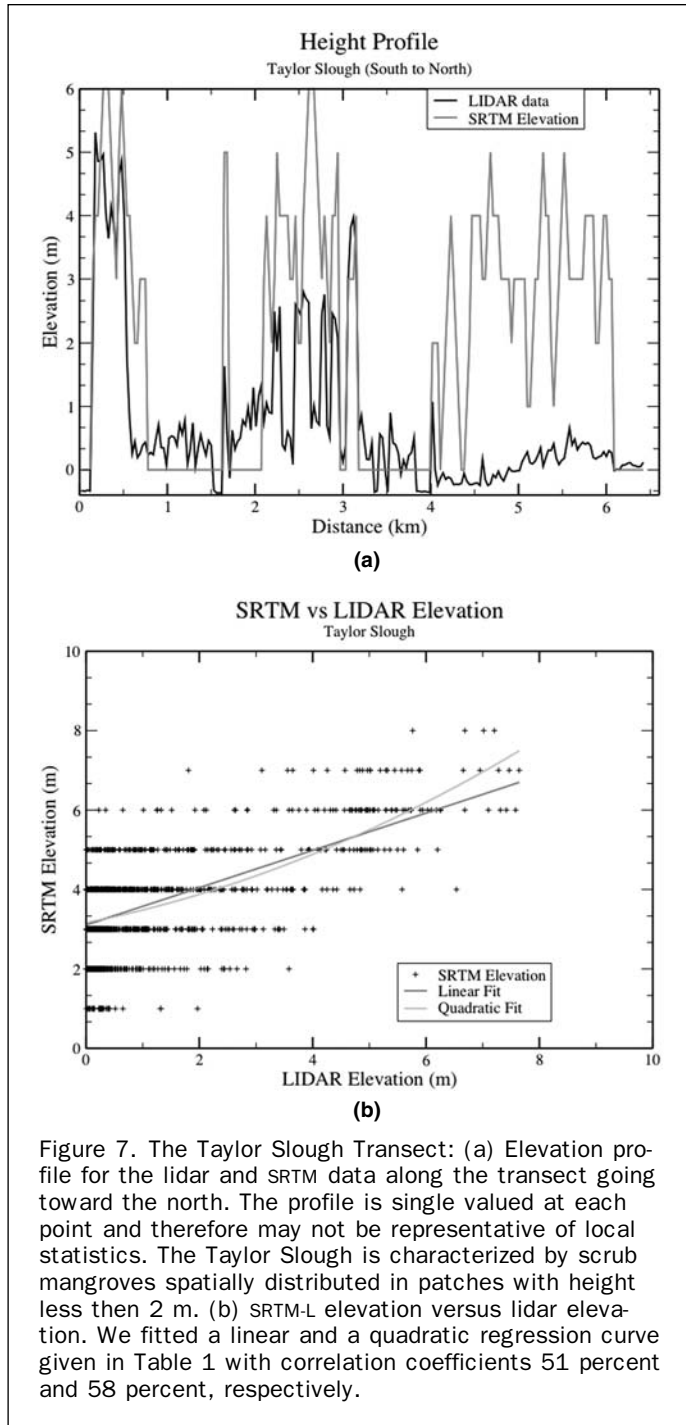 Height Profile
Taylor Slough (South to North)
LIDAR data
SRTM Elevation
6
5
4
3
2
1
0
Elevation (m)
0 1 2 3 4 5 6
Distance (km)
(a)
SRTM vs LIDAR Elevation
Taylor Slough
10
8
6
4
2
0
SRTM Elevation (m)
SRTM Elevation
Linear Fit
Quadratic Fit
0 2 4 6 8 10
LIDAR Elevation (m)
(b)
Figure 7. The Taylor Slough Transect: (a) Elevation pro-
file for the lidar and SRTM data along the transect going
toward the north. The profile is single valued at each
point and therefore may not be representative of local
statistics. The Taylor Slough is characterized by scrub
mangroves spatially distributed in patches with height
less then 2 m. (b) SRTM-L elevation versus lidar eleva-
tion. We fitted a linear and a quadratic regression curve
given in Table 1 with correlation coefficients 51 percent
and 58 percent, respectively.